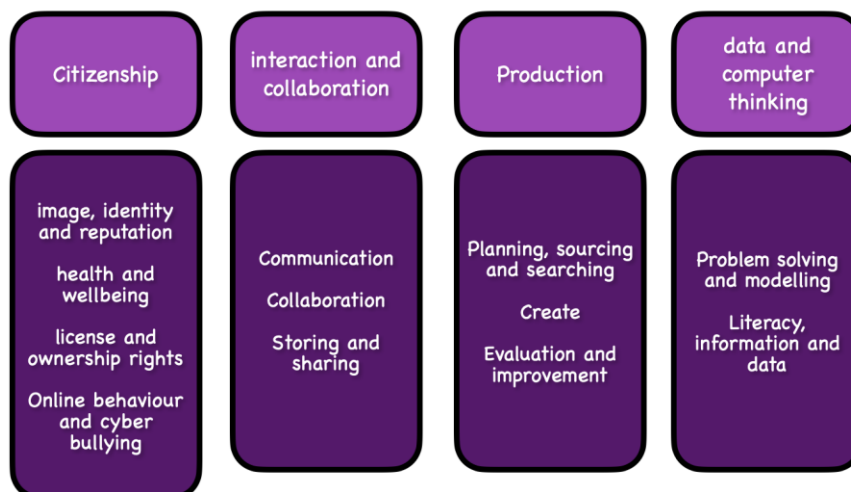 Citizenship
image, identity
and reputation
health and
wellbeing
license and
ownership rights
Online behaviour
and cyber
bullying
interaction and
collaboration
Communication
Collaboration
Storing and
sharing
Production
Planning, sourcing
and searching
Create
Evaluation and
improvement
data and
computer
thinking
Problem solving
and modelling
Literacy,
information and
data